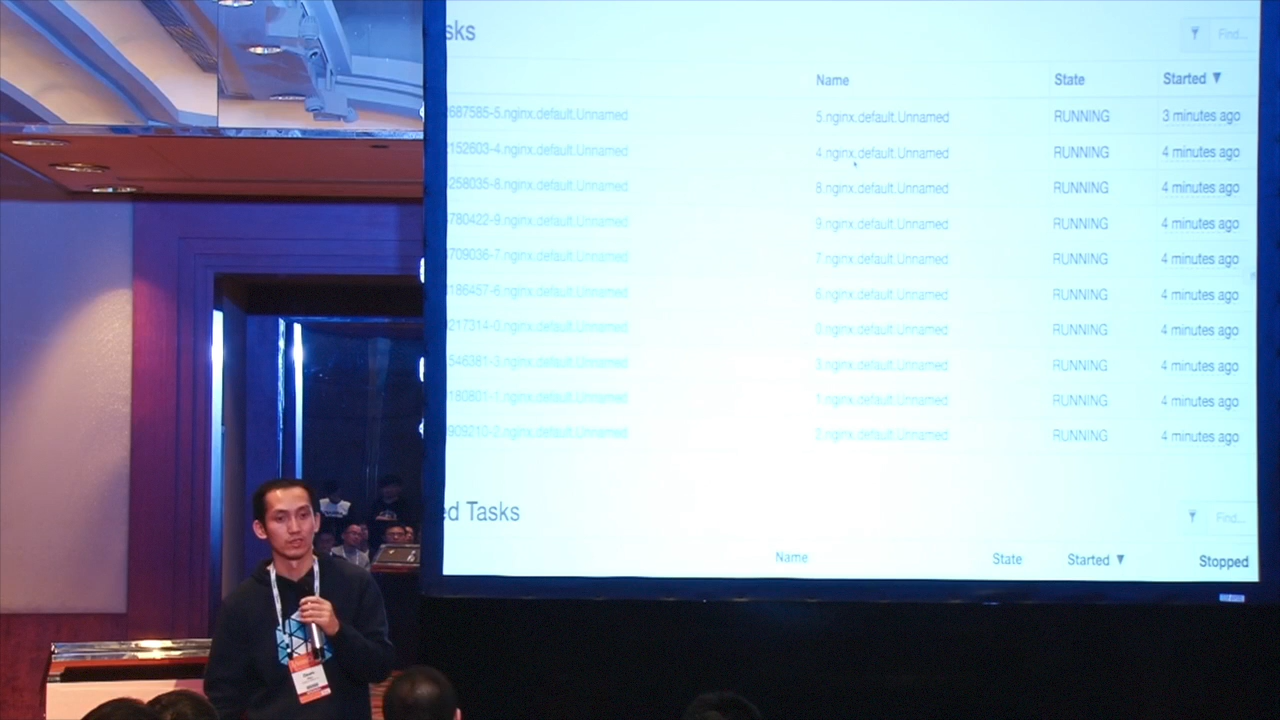 sks
Find...
Name State Started ▼
2687585-5.nginx.default.Unnamed 5.nginx.default.Unnamed RUNNING 3 minutes ago
2152603-4.nginx.default.Unnamed 4.nginx.default.Unnamed RUNNING 4 minutes ago
5258035-8.nginx.default.Unnamed 8.nginx.default.Unnamed RUNNING 4 minutes ago
780422-9.nginx.default.Unnamed 9.nginx.default.Unnamed RUNNING 4 minutes ago
709036-7.nginx.default.Unnamed 7.nginx.default.Unnamed RUNNING 4 minutes ago
186457-6.nginx.default.Unnamed 6.nginx.default.Unnamed RUNNING 4 minutes ago
217314-0.nginx.default.Unnamed 0.nginx.default.Unnamed RUNNING 4 minutes ago
546381-3.nginx.default.Unnamed 3.nginx.default.Unnamed RUNNING 4 minutes ago
180801-1.nginx.default.Unnamed 1.nginx.default.Unnamed RUNNING 4 minutes ago
909210-2.nginx.default.Unnamed 2.nginx.default.Unnamed RUNNING 4 minutes ago
ed Tasks
Find...
Name State Started ▼ Stopped